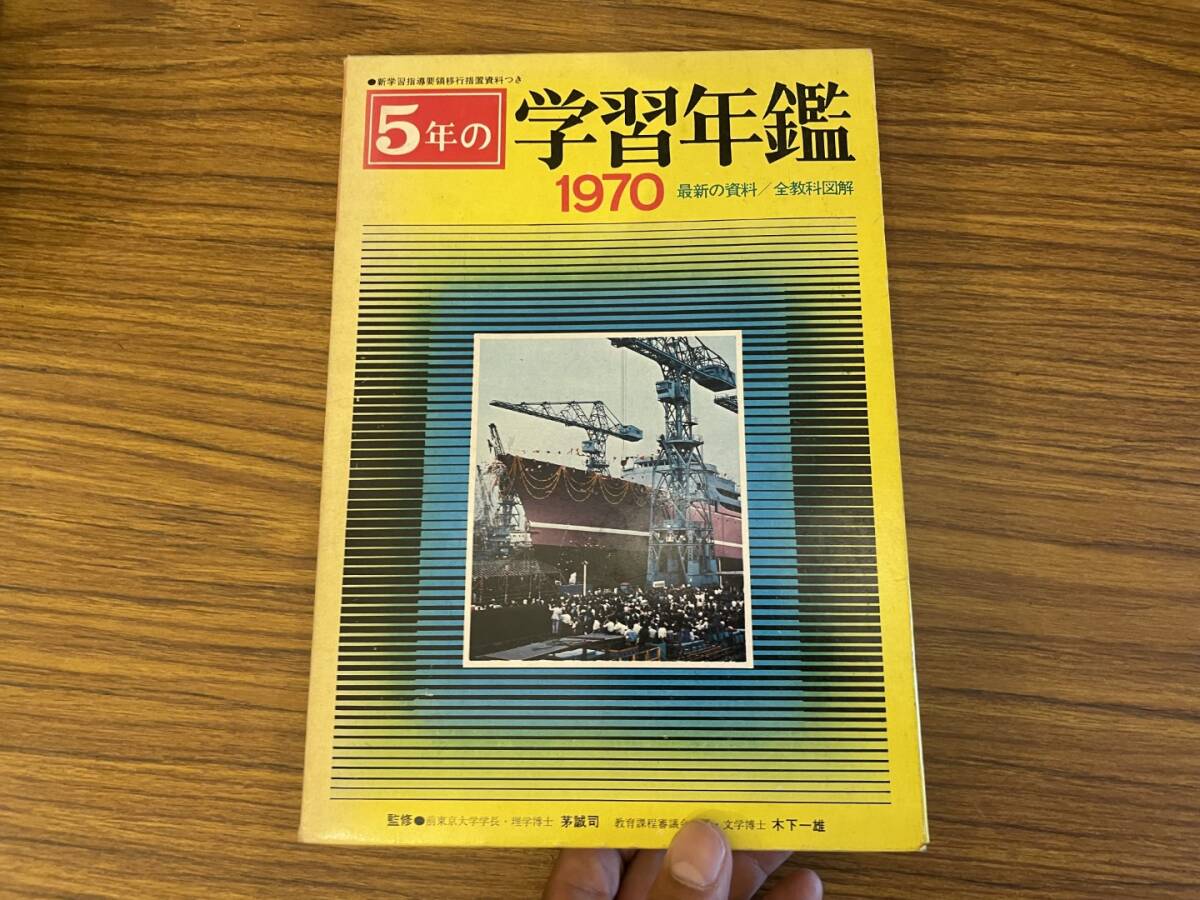 ●新学習指導要領移行措置資料つき
5年の 学習年鑑
1970 最新の資料/全教科図解
監修●前東京大学学長・理学博士 茅誠司 教育課程審議会 ・文学博士 木下一雄